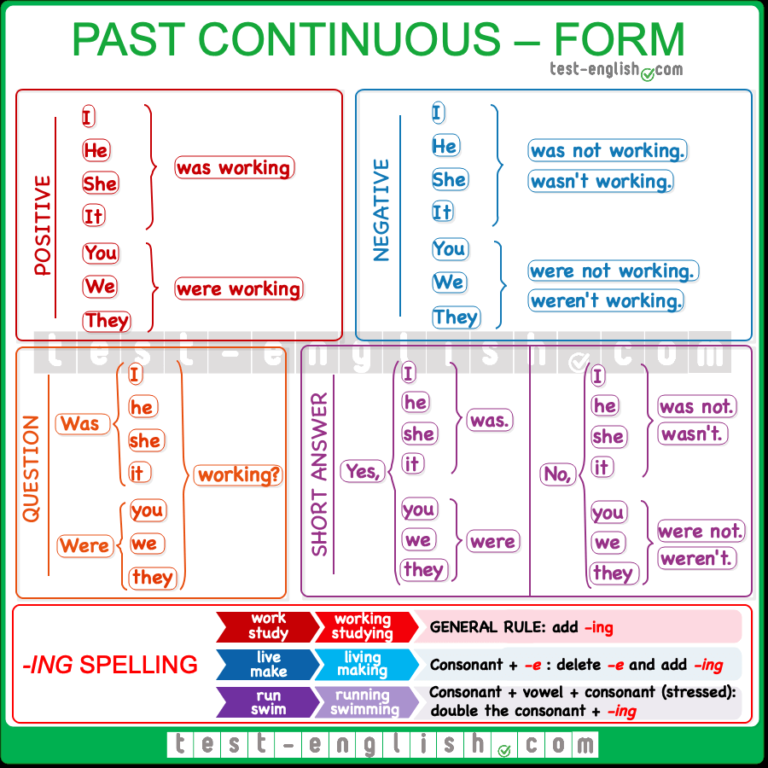 PAST CONTINUOUS – FORM
test-english.com
POSITIVE
I
He
She
It
was working
You
We
They
were working
NEGATIVE
I
He
She
It
was not working.
wasn't working.
You
We
They
were not working.
weren't working.
test-english.com
QUESTION
Was
I
he
she
it
Were
you
we
they
working?
SHORT ANSWER
Yes,
I
he
she
it
was.
you
we
they
were
No,
I
he
she
it
was not.
wasn't.
you
we
they
were not.
weren't.
-ING SPELLING
work working
study studying
GENERAL RULE: add -ing
live living
make making
Consonant + -e : delete -e and add -ing
run running
swim swimming
Consonant + vowel + consonant (stressed):
double the consonant + -ing
test-english.com